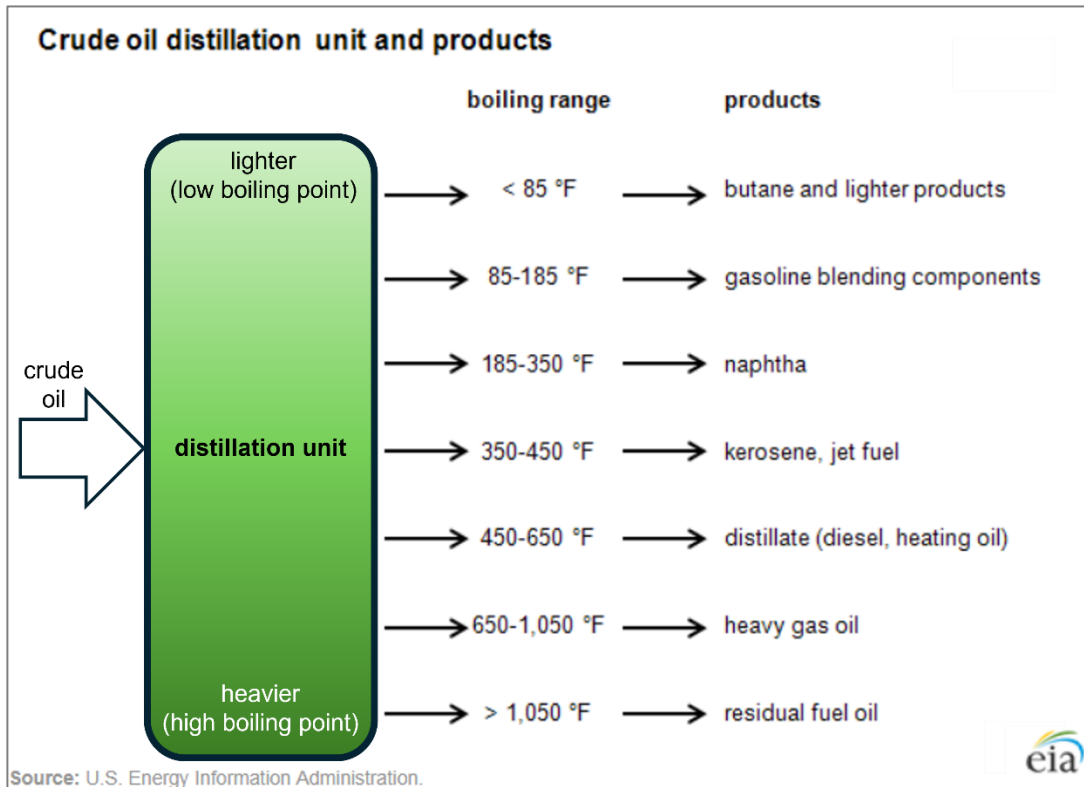 Crude oil distillation unit and products
boiling range products
lighter
(low boiling point)
< 85 °F butane and lighter products
85-185 °F gasoline blending components
185-350 °F naphtha
crude
oil
distillation unit
350-450 °F kerosene, jet fuel
450-650 °F distillate (diesel, heating oil)
650-1,050 °F heavy gas oil
heavier
(high boiling point)
> 1,050 °F residual fuel oil
eia
Source: U.S. Energy Information Administration.